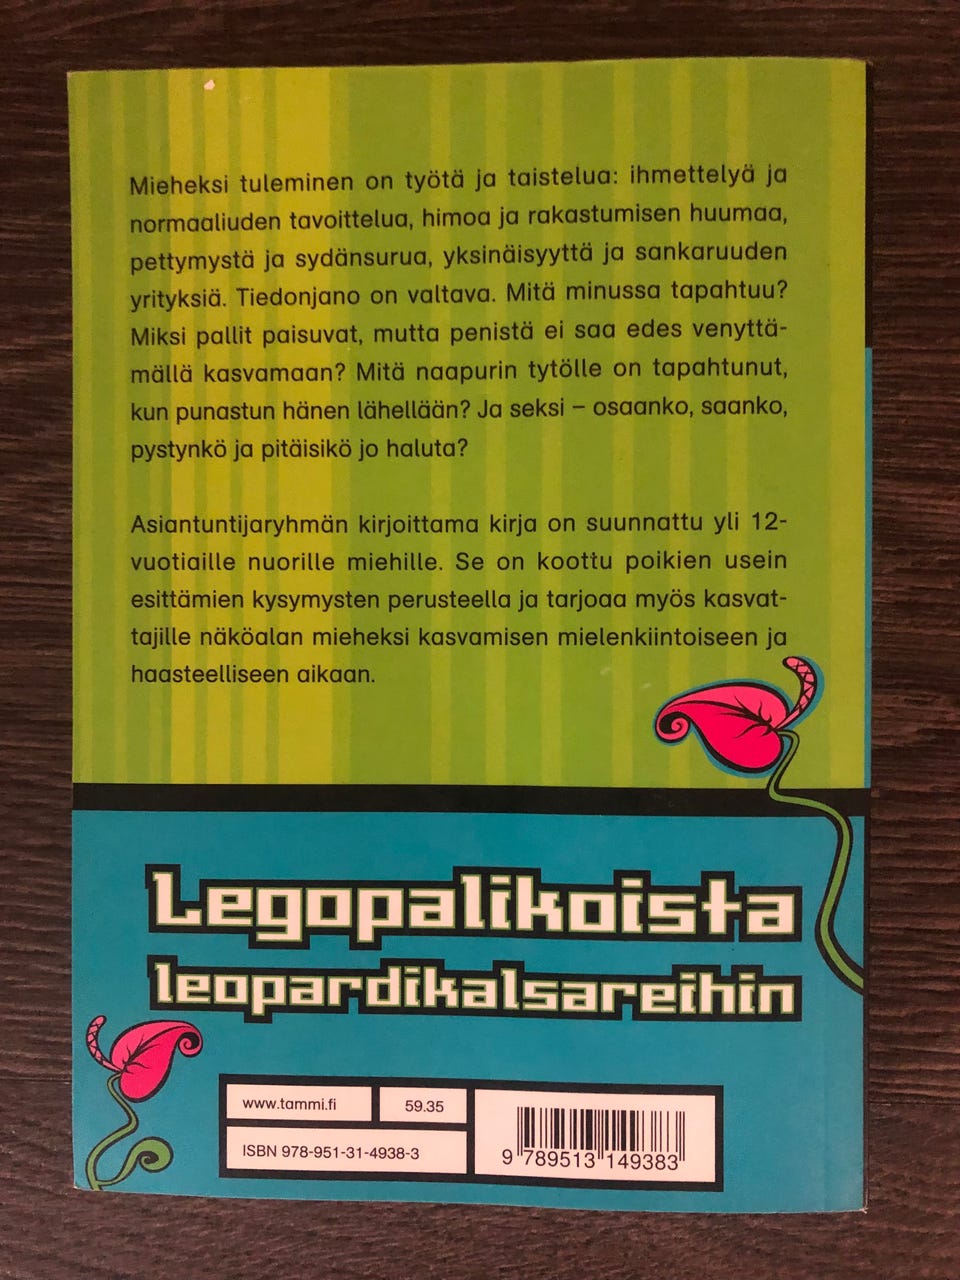 Mieheksi tuleminen on työtä ja taistelua: ihmettelyä ja
normaaliuden tavoittelua, himoa ja rakastumisen huumaa,
pettymystä ja sydänsurua, yksinäisyyttä ja sankaruuden
yrityksiä. Tiedonjano on valtava. Mitä minussa tapahtuu?
Miksi pallit paisuvat, mutta penistä ei saa edes venyttä-
mällä kasvamaan? Mitä naapurin tytölle on tapahtunut,
kun punastun hänen lähellään? Ja seksi – osaanko, saanko,
pystynkö ja pitäisikö jo haluta?
Asiantuntijaryhmän kirjoittama kirja on suunnattu yli 12-
vuotiaille nuorille miehille. Se on koottu poikien usein
esittämien kysymysten perusteella ja tarjoaa myös kasvat-
tajille näköalan mieheksi kasvamisen mielenkiintoiseen ja
haasteelliseen aikaan.
Legopalikoista
leopardikalsareihin
www.tammi.fi
59.35
ISBN 978-951-31-4938-3
9 789513 149383